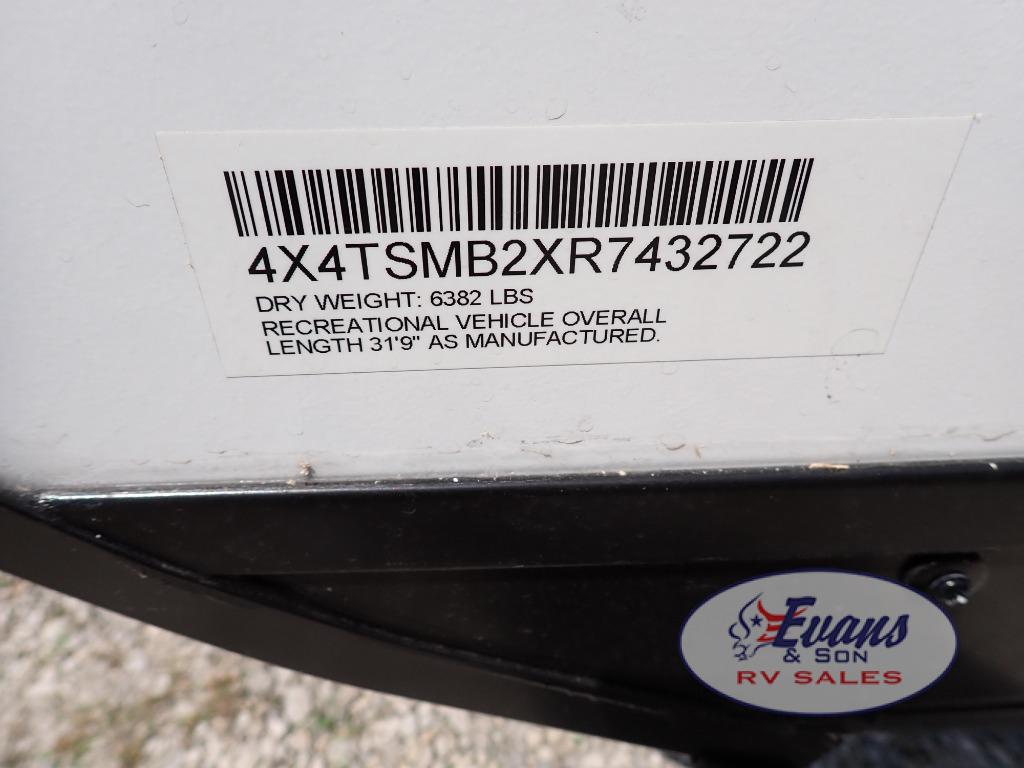 4X4TSMB2XR7432722
DRY WEIGHT: 6382 LBS
RECREATIONAL VEHICLE OVERALL
LENGTH 31'9" AS MANUFACTURED.
Evans
& SON
RV SALES